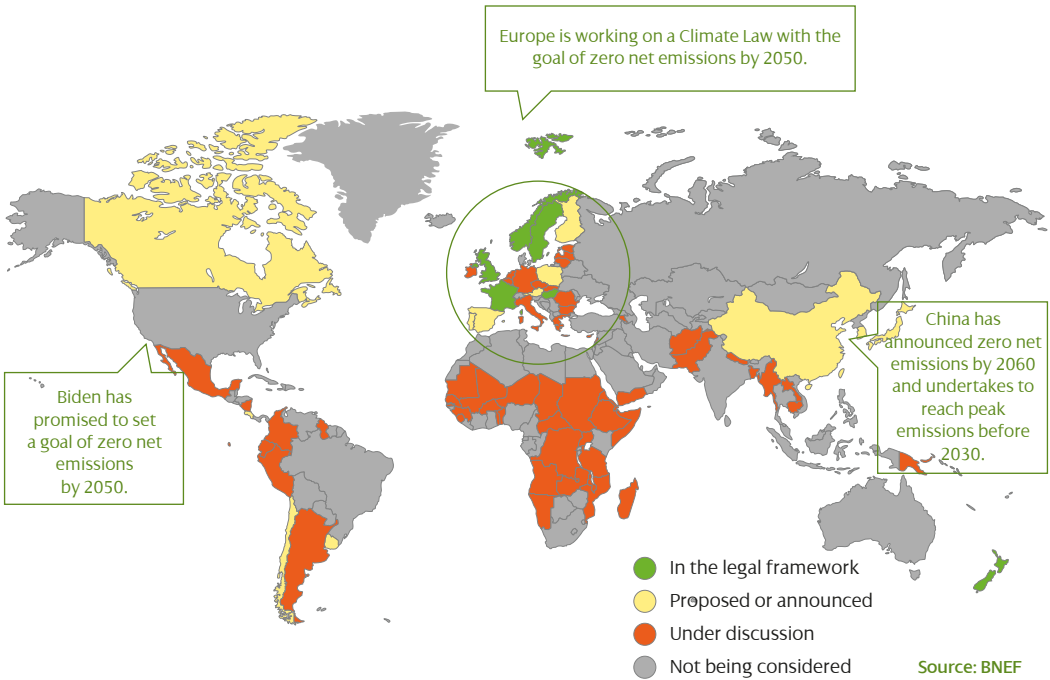 Europe is working on a Climate Law with the
goal of zero net emissions by 2050.
Biden has
promised to set
a goal of zero net
emissions
by 2050.
China has
announced zero net
emissions by 2060
and undertakes to
reach peak
emissions before
2030.
In the legal framework
Proposed or announced
Under discussion
Not being considered
Source: BNEF